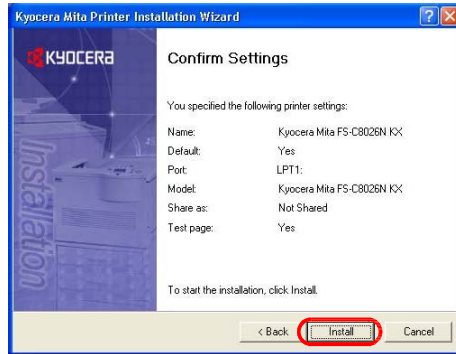 Kyocera Mita Printer Installation Wizard
KYOCERA
Confirm Settings
You specified the following printer settings:
Name: Kyocera Mita FS-C8026N KX
Default: Yes
Port: LPT1:
Model: Kyocera Mita FS-C8026N KX
Share as: Not Shared
Test page: Yes
Installation
To start the installation, click Install.
< Back Install Cancel